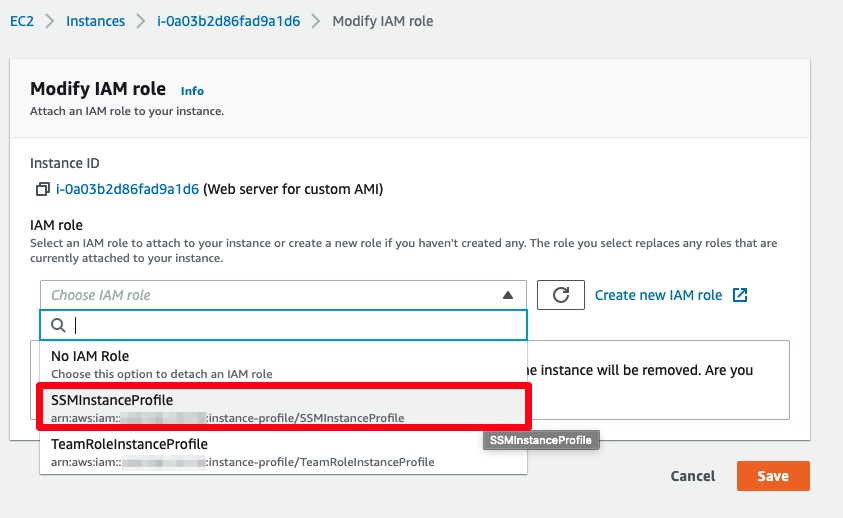 EC2 > Instances > i-0a03b2d86fad9a1d6 > Modify IAM role
Modify IAM role Info
Attach an IAM role to your instance.
Instance ID
i-0a03b2d86fad9a1d6 (Web server for custom AMI)
IAM role
Select an IAM role to attach to your instance or create a new role if you haven't created any. The role you select replaces any roles that are
currently attached to your instance.
Choose IAM role
Create new IAM role
No IAM Role
Choose this option to detach an IAM role
instance will be removed. Are you
SSMInstanceProfile
arn:aws:iam:: :instance-profile/SSMInstanceProfile
SSMInstanceProfile
TeamRoleInstanceProfile
arn:aws:iam:: :instance-profile/TeamRoleInstanceProfile
Cancel
Save